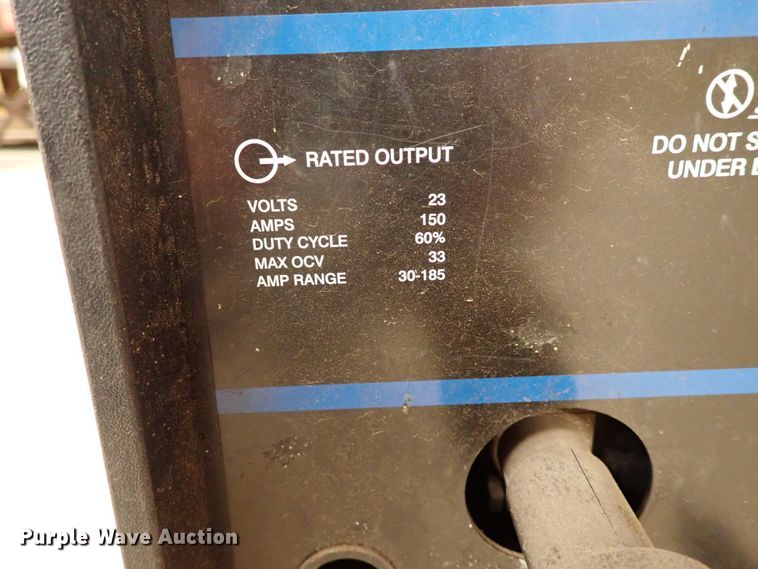 RATED OUTPUT
VOLTS 23
AMPS 150
DUTY CYCLE 60%
MAX OCV 33
AMP RANGE 30-185
DO NOT S
UNDER
Purple Wave Auction